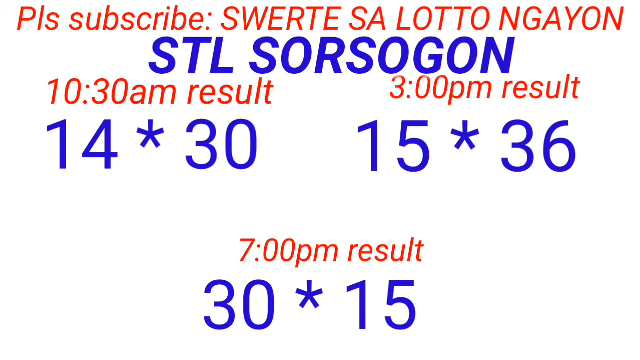 Pls subscribe: SWERTE SA LOTTO NGAYON
STL SORSOGON
10:30am result
14 * 30
3:00pm result
15 * 36
7:00pm result
30 * 15